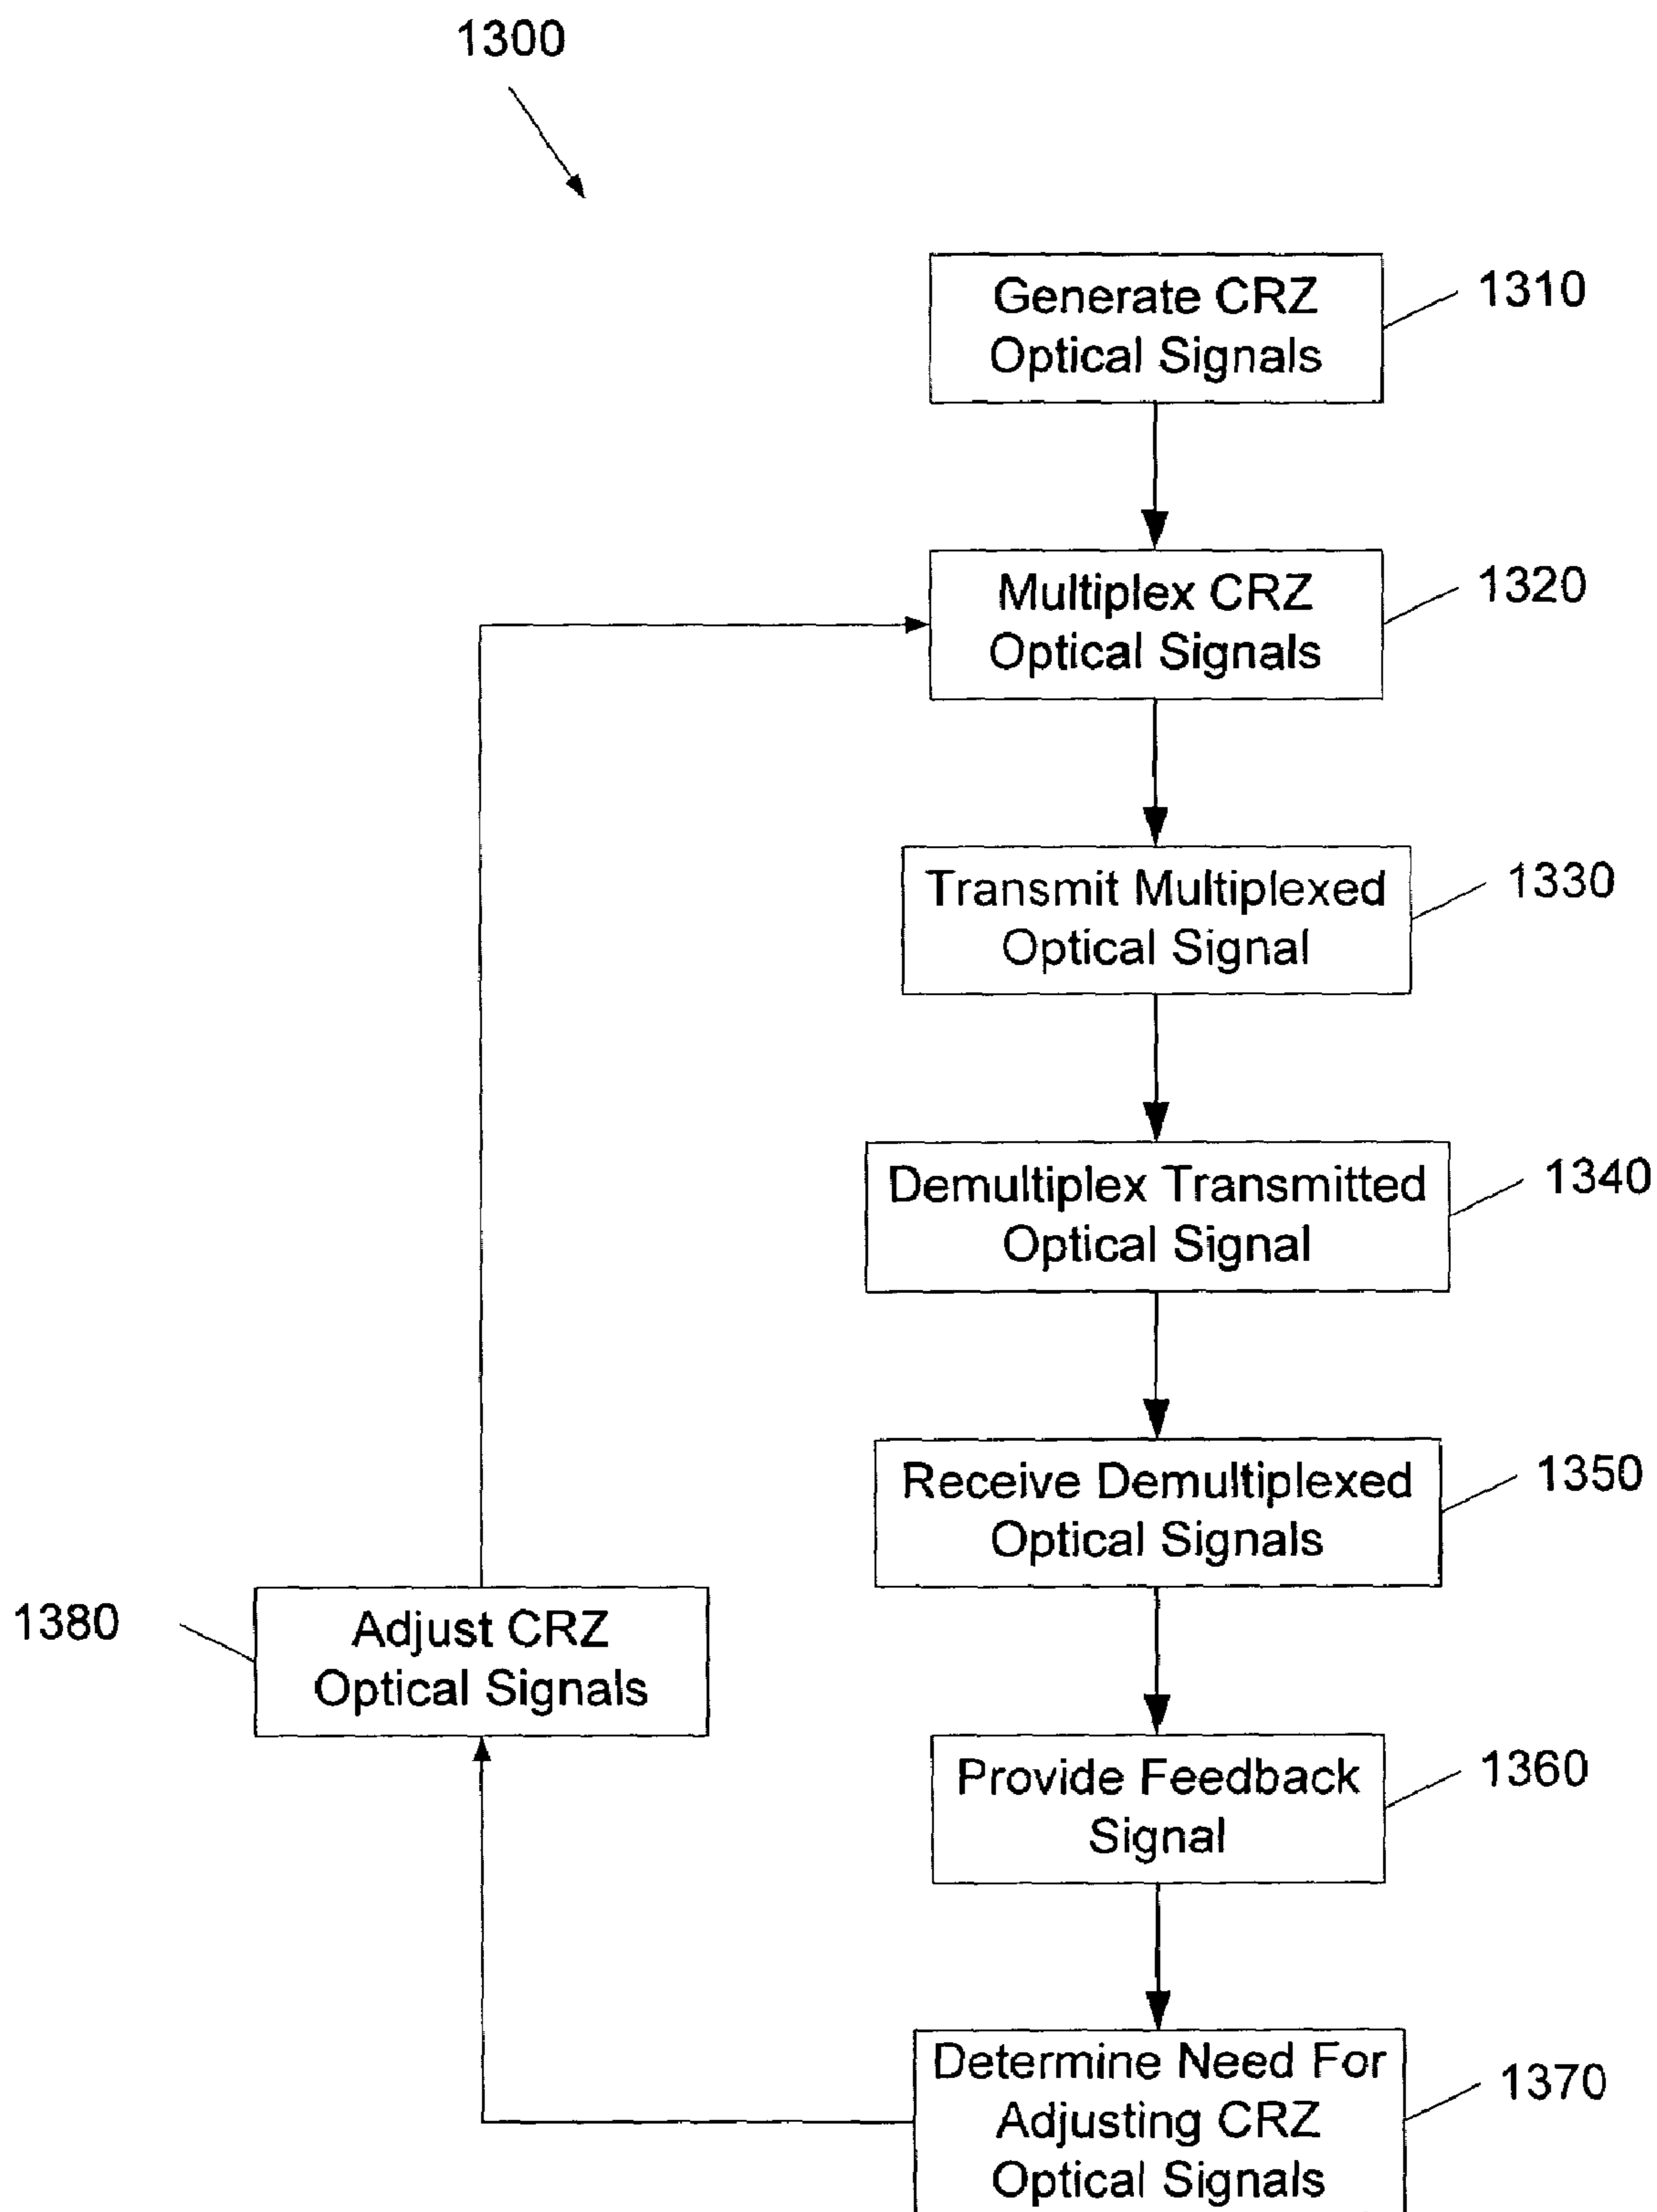 1300
Generate CRZ
Optical Signals
1310
Multiplex CRZ
Optical Signals
1320
Transmit Multiplexed
Optical Signal
1330
Demultiplex Transmitted
Optical Signal
1340
Receive Demultiplexed
Optical Signals
1350
1380
Adjust CRZ
Optical Signals
Provide Feedback
Signal
1360
Determine Need For
Adjusting CRZ
Optical Signals
1370